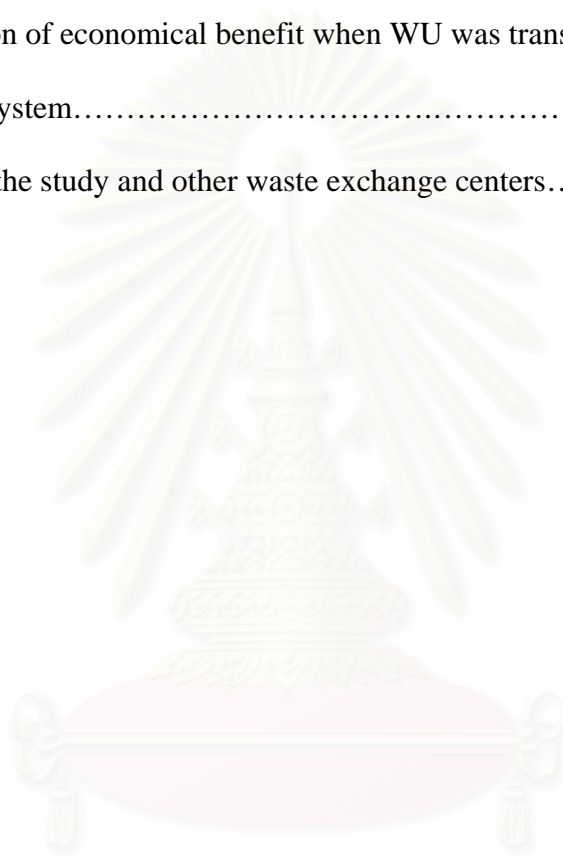 on of economical benefit when WU was trans
ystem……………………………..…………
the study and other waste exchange centers..